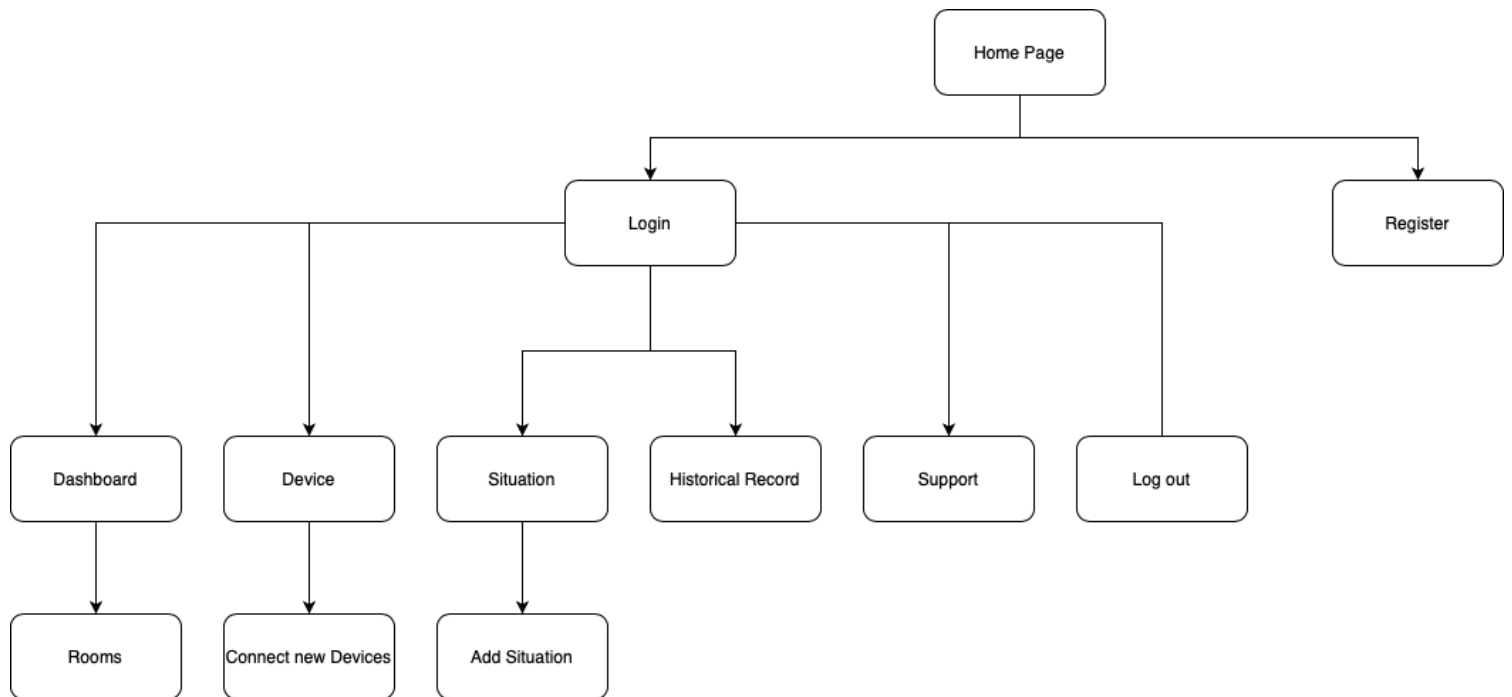 Home Page
Login
Register
Dashboard
Device
Situation
Historical Record
Support
Log out
Rooms
Connect new Devices
Add Situation